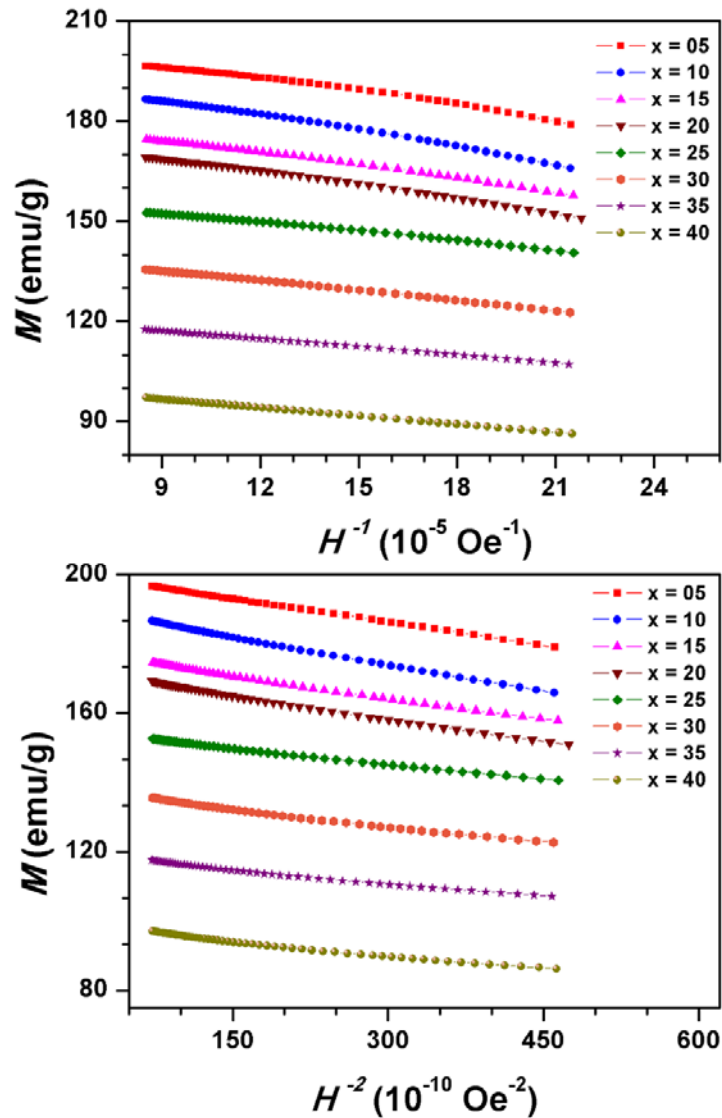 210
180
150
120
90
M (emu/g)
x = 05
x = 10
x = 15
x = 20
x = 25
x = 30
x = 35
x = 40
9 12 15 18 21 24
H⁻¹ (10⁻⁵ Oe⁻¹)
200
160
120
80
M (emu/g)
x = 05
x = 10
x = 15
x = 20
x = 25
x = 30
x = 35
x = 40
150 300 450 600
H⁻² (10⁻¹⁰ Oe⁻²)